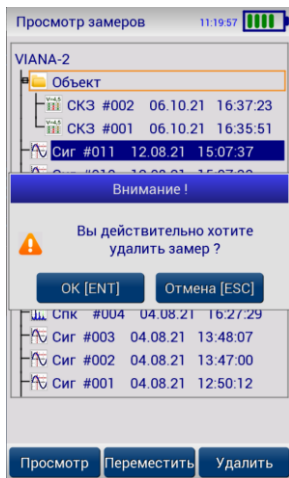 Просмотр замеров 11:19:57
VIANA-2
Объект
СКЗ #002 06.10.21 16:37:23
СКЗ #001 06.10.21 16:35:51
Сиг #011 12.08.21 15:07:37
Внимание !
Вы действительно хотите
удалить замер ?
OK [ENT] Отмена [ESC]
Спк #004 04.08.21 16:27:29
Сиг #003 04.08.21 13:48:07
Сиг #002 04.08.21 13:47:00
Сиг #001 04.08.21 12:50:12
Просмотр Переместить Удалить